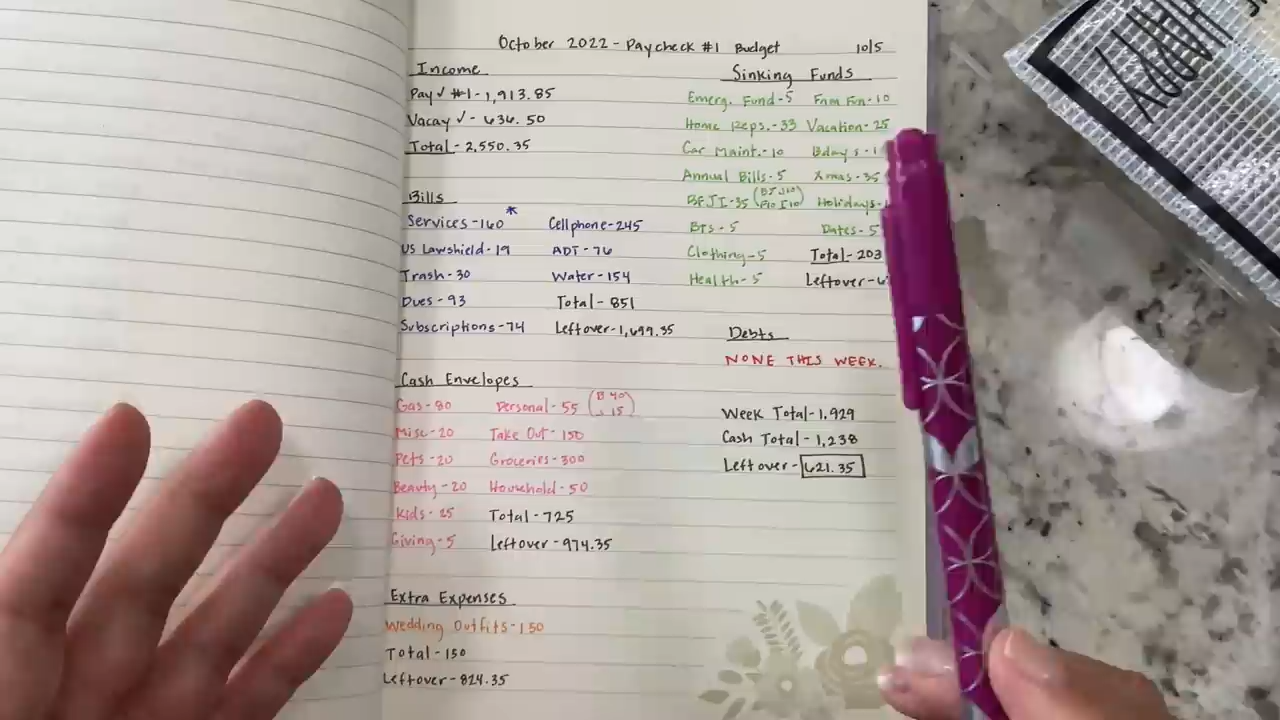 October 2022 - Paycheck #1 Budget 10/5
Income
Pay✓ #1 - 1,913.85
Vacay ✓ - 636.50
Total - 2,550.35
Bills
Services - 160 *
US Lawshield - 19
Trash - 30
Dues - 93
Subscriptions - 74
Cellphone - 245
ADT - 76
Water - 154
Total - 851
Leftover - 1,699.35
Cash Envelopes
Gas - 80
Misc - 20
Pets - 20
Beauty - 20
Kids - 25
Giving - 5
Personal - 55
Take Out - 150
Groceries - 300
Household - 50
Total - 725
Leftover - 974.35
Extra Expenses
Wedding Outfits - 150
Total - 150
Leftover - 824.35
Sinking Funds
Emerg. Fund - 5
Home Reps. - 33
Car Maint. - 10
Annual Bills - 5
BFJI - 35
BTS - 5
Clothing - 5
Health - 5
Fam Fun - 10
Vacation - 25
Bdays -
Xmas - 35
Holidays -
Dates - 5
Total - 203
Leftover -
Debts
NONE THIS WEEK.
Week Total - 1,929
Cash Total - 1,238
Leftover - 621.35
HAPPY